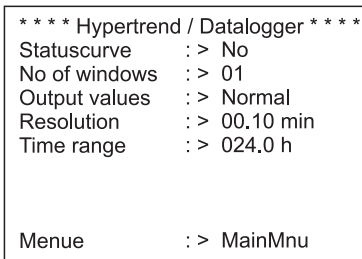 * * * * Hypertrend / Datalogger * * * *
Statuscurve : > No
No of windows : > 01
Output values : > Normal
Resolution : > 00.10 min
Time range : > 024.0 h
Menue : > MainMnu